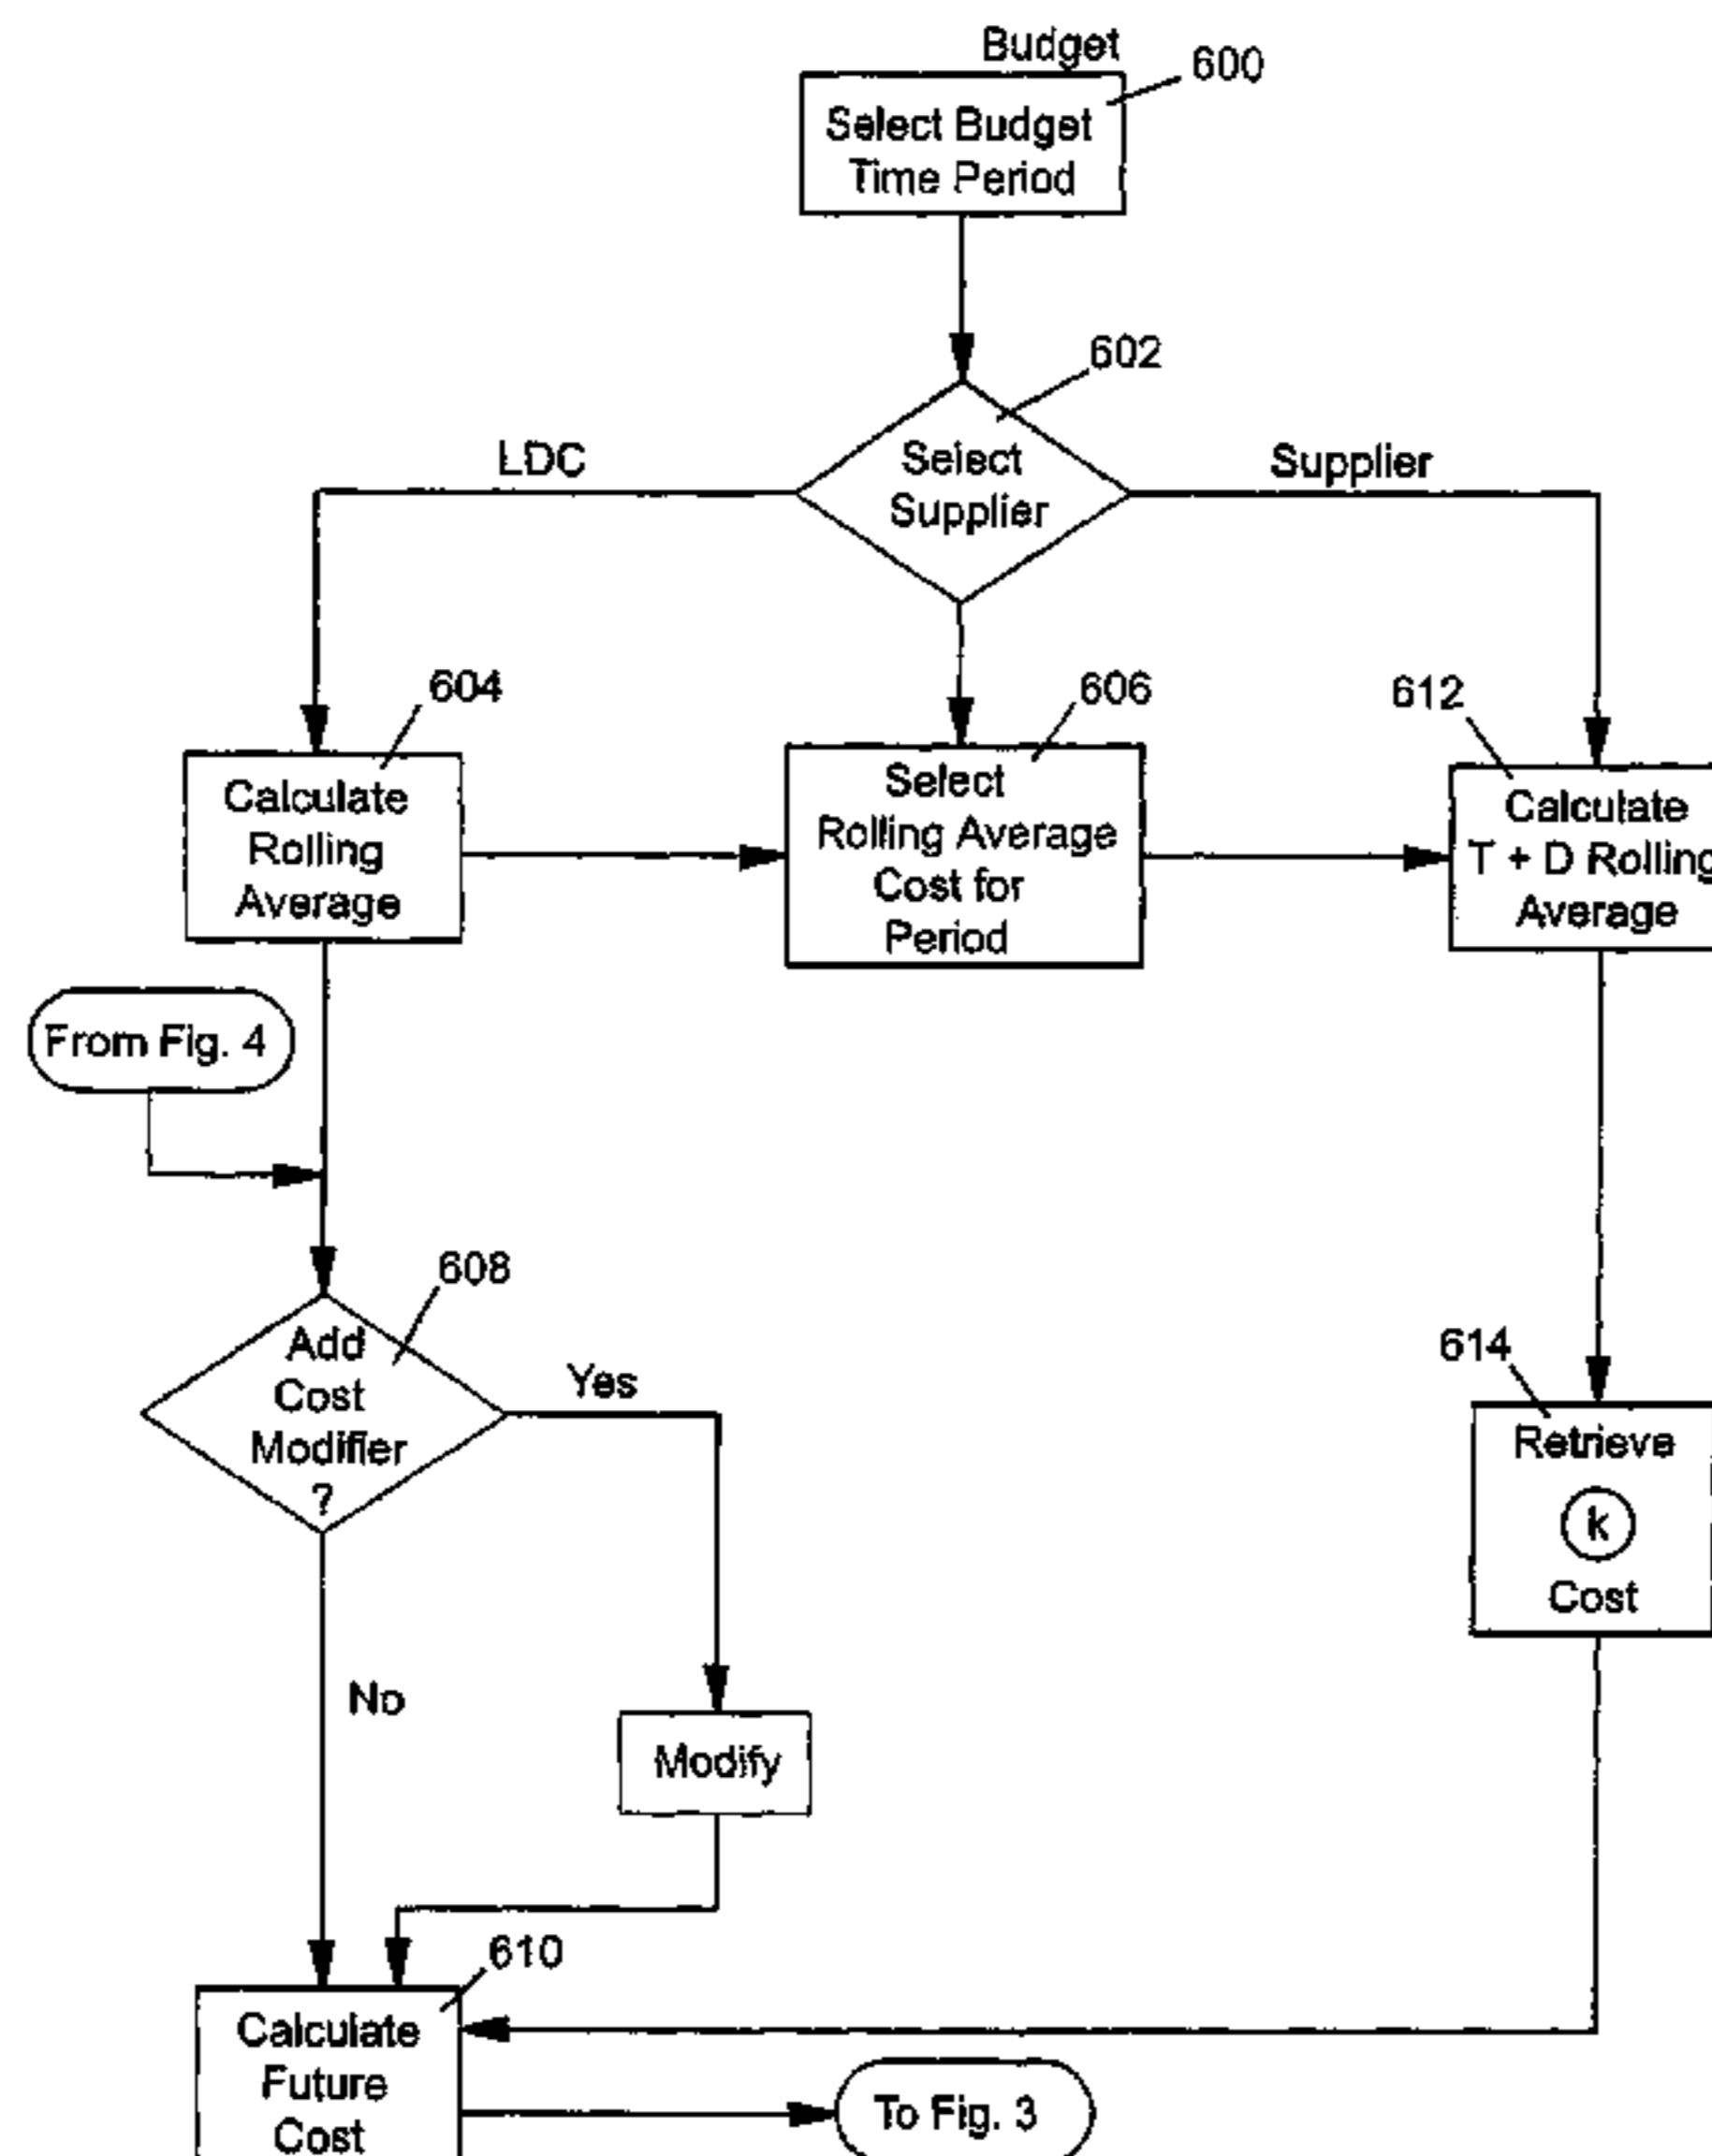 Budget
600
Select Budget
Time Period
602
Select
Supplier
LDC
Supplier
604
Calculate
Rolling
Average
606
Select
Rolling Average
Cost for
Period
612
Calculate
T + D Rolling
Average
From Fig. 4
608
Add
Cost
Modifier
?
Yes
614
Retrieve
k
Cost
No
Modify
610
Calculate
Future
Cost
To Fig. 3